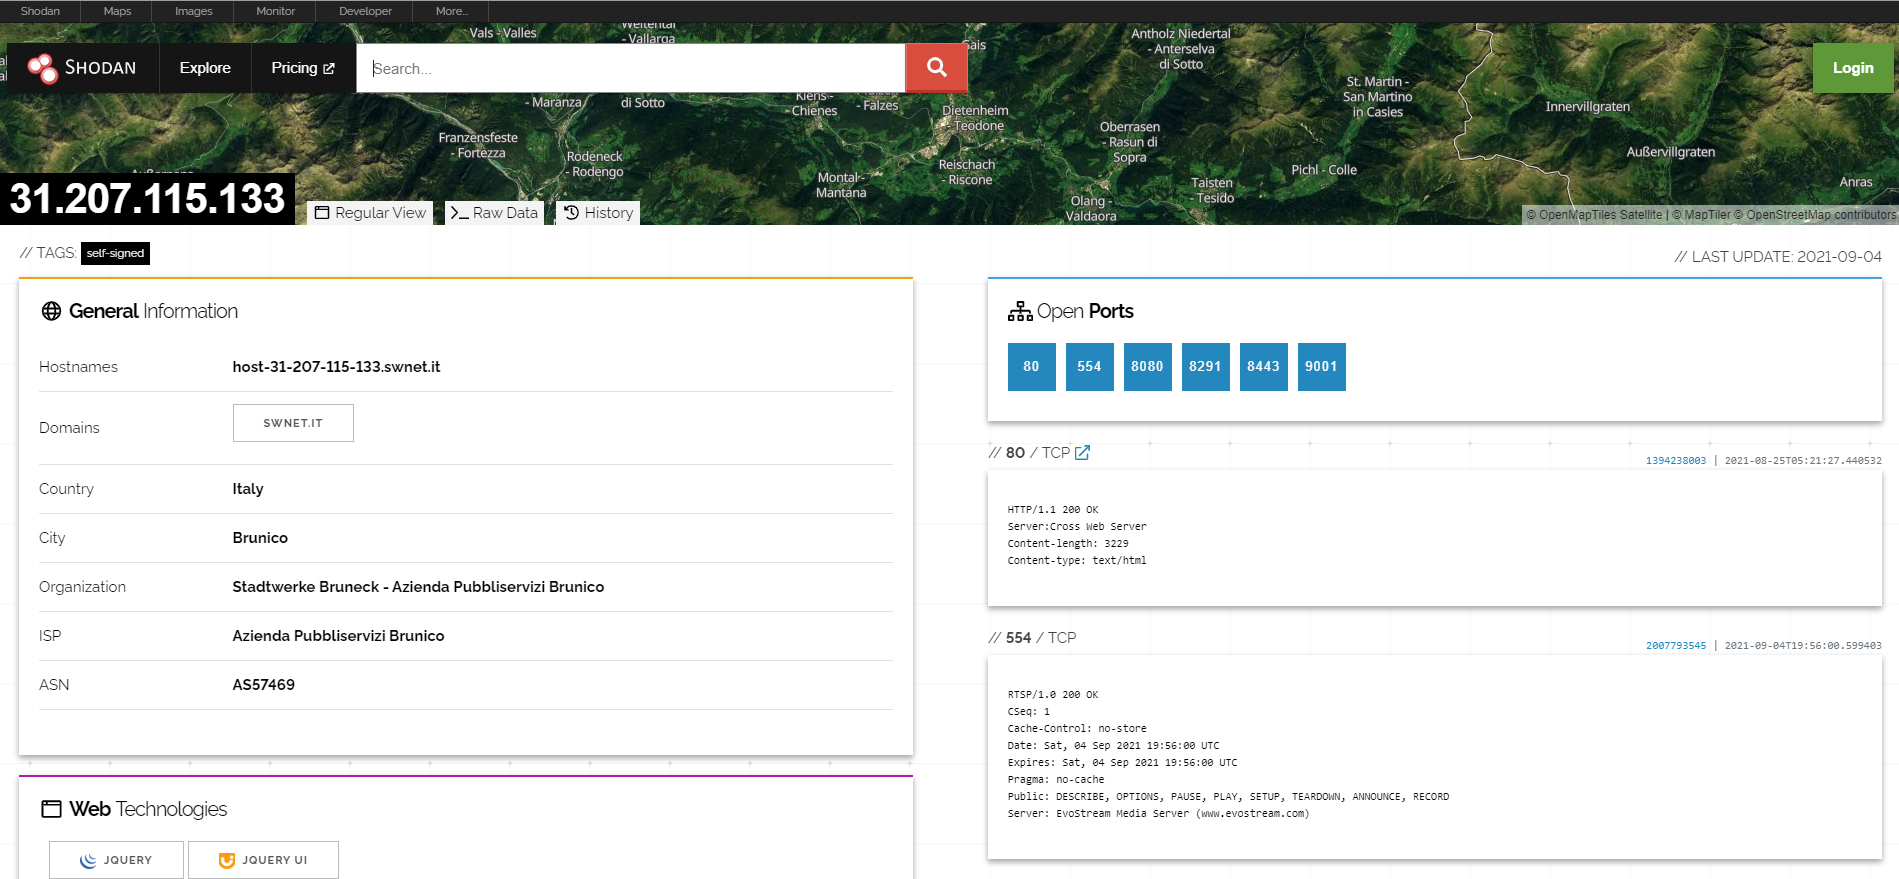 Shodan Maps Images Monitor Developer More...
SHODAN Explore Pricing Search... Login
Vals - Valles
- Vallarga
Gais
Antholz Niedertal
- Anterselva
di Sotto
St. Martin -
San Martino
in Casies
Innervillgraten
- Maranza
di Sotto
Kiens -
- Chienes
- Falzes
Dietenheim
- Teodone
Franzensfeste
- Fortezza
Rodeneck
- Rodengo
Oberrasen
- Rasun di
Sopra
Außervillgraten
Montal -
Mantana
Reischach
- Riscone
Pichl - Colle
Taisten
- Tesido
Olang -
Valdaora
Anras
31.207.115.133
Regular View Raw Data History
© OpenMapTiles Satellite | © MapTiler © OpenStreetMap contributors
// TAGS: self-signed
// LAST UPDATE: 2021-09-04
General Information
Hostnames host-31-207-115-133.swnet.it
Domains SWNET.IT
Country Italy
City Brunico
Organization Stadtwerke Bruneck - Azienda Pubbliservizi Brunico
ISP Azienda Pubbliservizi Brunico
ASN AS57469
Web Technologies
JQUERY JQUERY UI
Open Ports
80 554 8080 8291 8443 9001
// 80 / TCP
1394238003 | 2021-08-25T05:21:27.440532
HTTP/1.1 200 OK
Server:Cross Web Server
Content-length: 3229
Content-type: text/html
// 554 / TCP
2007793545 | 2021-09-04T19:56:00.599403
RTSP/1.0 200 OK
CSeq: 1
Cache-Control: no-store
Date: Sat, 04 Sep 2021 19:56:00 UTC
Expires: Sat, 04 Sep 2021 19:56:00 UTC
Pragma: no-cache
Public: DESCRIBE, OPTIONS, PAUSE, PLAY, SETUP, TEARDOWN, ANNOUNCE, RECORD
Server: EvoStream Media Server (www.evostream.com)